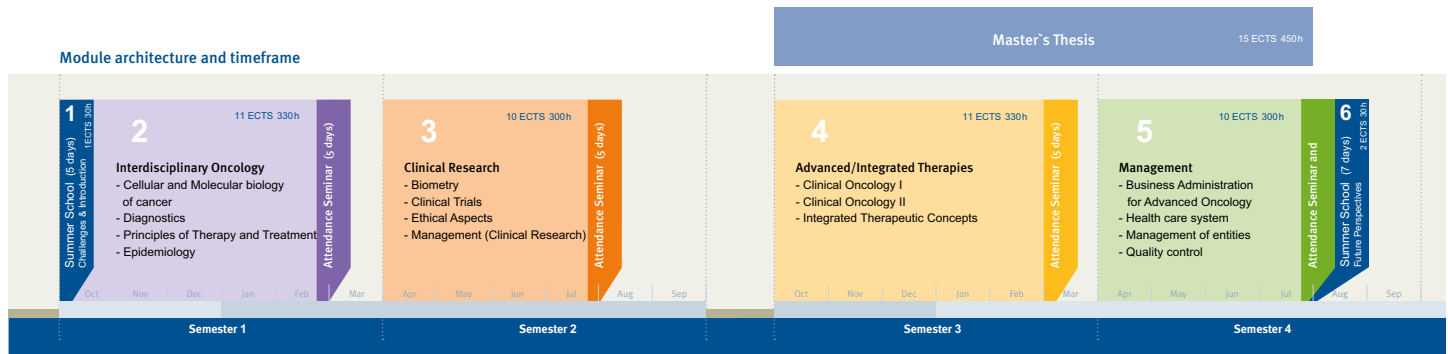 Master`s Thesis
15 ECTS 450h
Module architecture and timeframe
1
1ECTS 30h
Summer School (5 days)
Challenges & Introduction
2
11 ECTS 330h
Interdisciplinary Oncology
- Cellular and Molecular biology
of cancer
- Diagnostics
- Principles of Therapy and Treatment
- Epidemiology
Attendance Seminar (5 days)
3
10 ECTS 300h
Clinical Research
- Biometry
- Clinical Trials
- Ethical Aspects
- Management (Clinical Research)
Attendance Seminar (5 days)
4
11 ECTS 330h
Advanced/Integrated Therapies
- Clinical Oncology I
- Clinical Oncology II
- Integrated Therapeutic Concepts
Attendance Seminar (5 days)
5
10 ECTS 300h
Management
- Business Administration
for Advanced Oncology
- Health care system
- Management of entities
- Quality control
Attendance Seminar and
6
2 ECTS 30h
Summer School (7 days)
Future Perspectives
Oct Nov Dec Jan Feb Mar Apr May Jun Jul Aug Sep Oct Nov Dec Jan Feb Mar Apr May Jun Jul Aug Sep
Semester 1
Semester 2
Semester 3
Semester 4